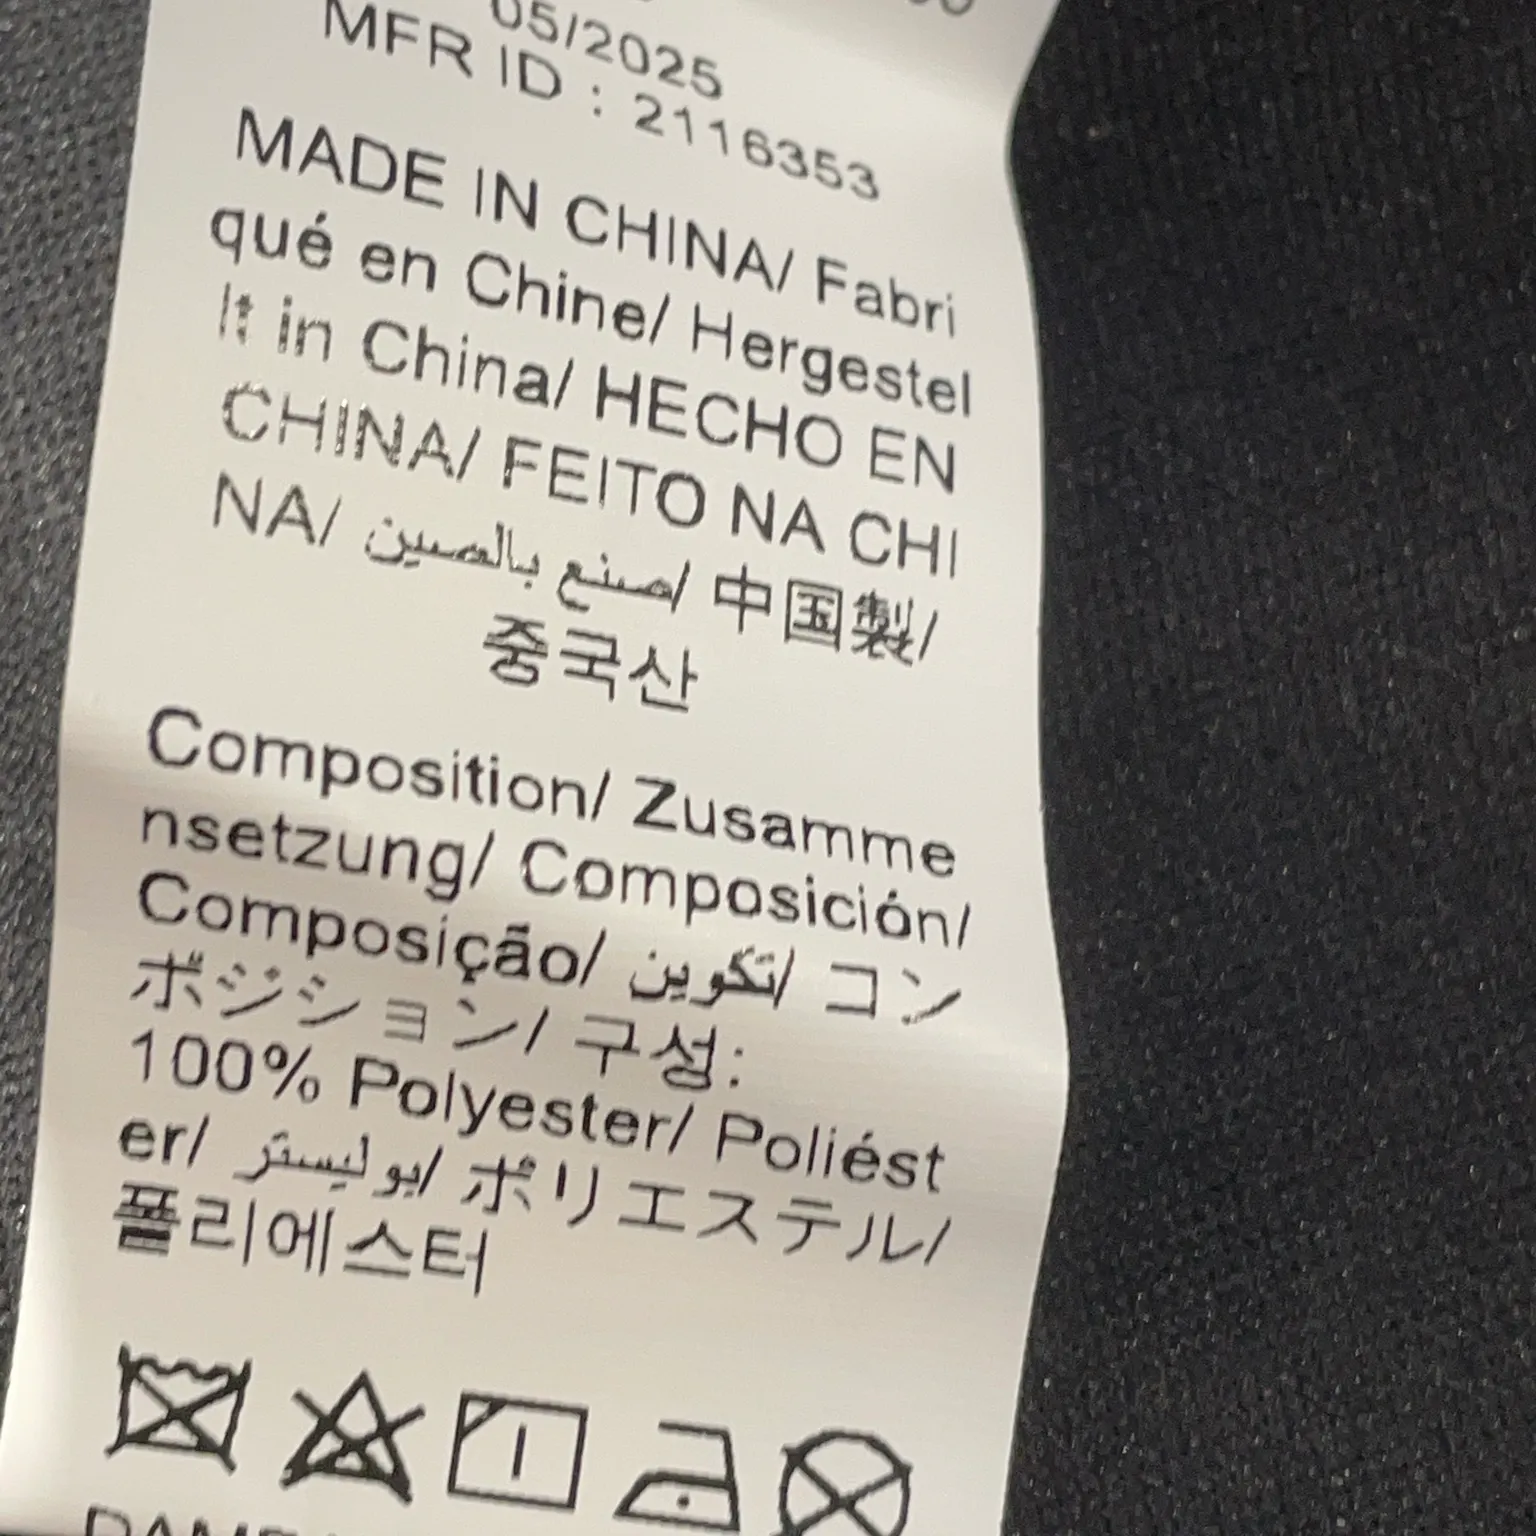 05/2025
MFR ID : 2116353
MADE IN CHINA/ Fabri
qué en Chine/ Hergestel
lt in China/ HECHO EN
CHINA/ FEITO NA CHI
NA/ صنع بالصين/ 中国製/
중국산
Composition/ Zusamme
nsetzung/ Composición/
Composição/ تكوين/ コン
ポジション/ 구성:
100% Polyester/ Poliést
er/ بوليستر/ ポリエステル/
폴리에스터